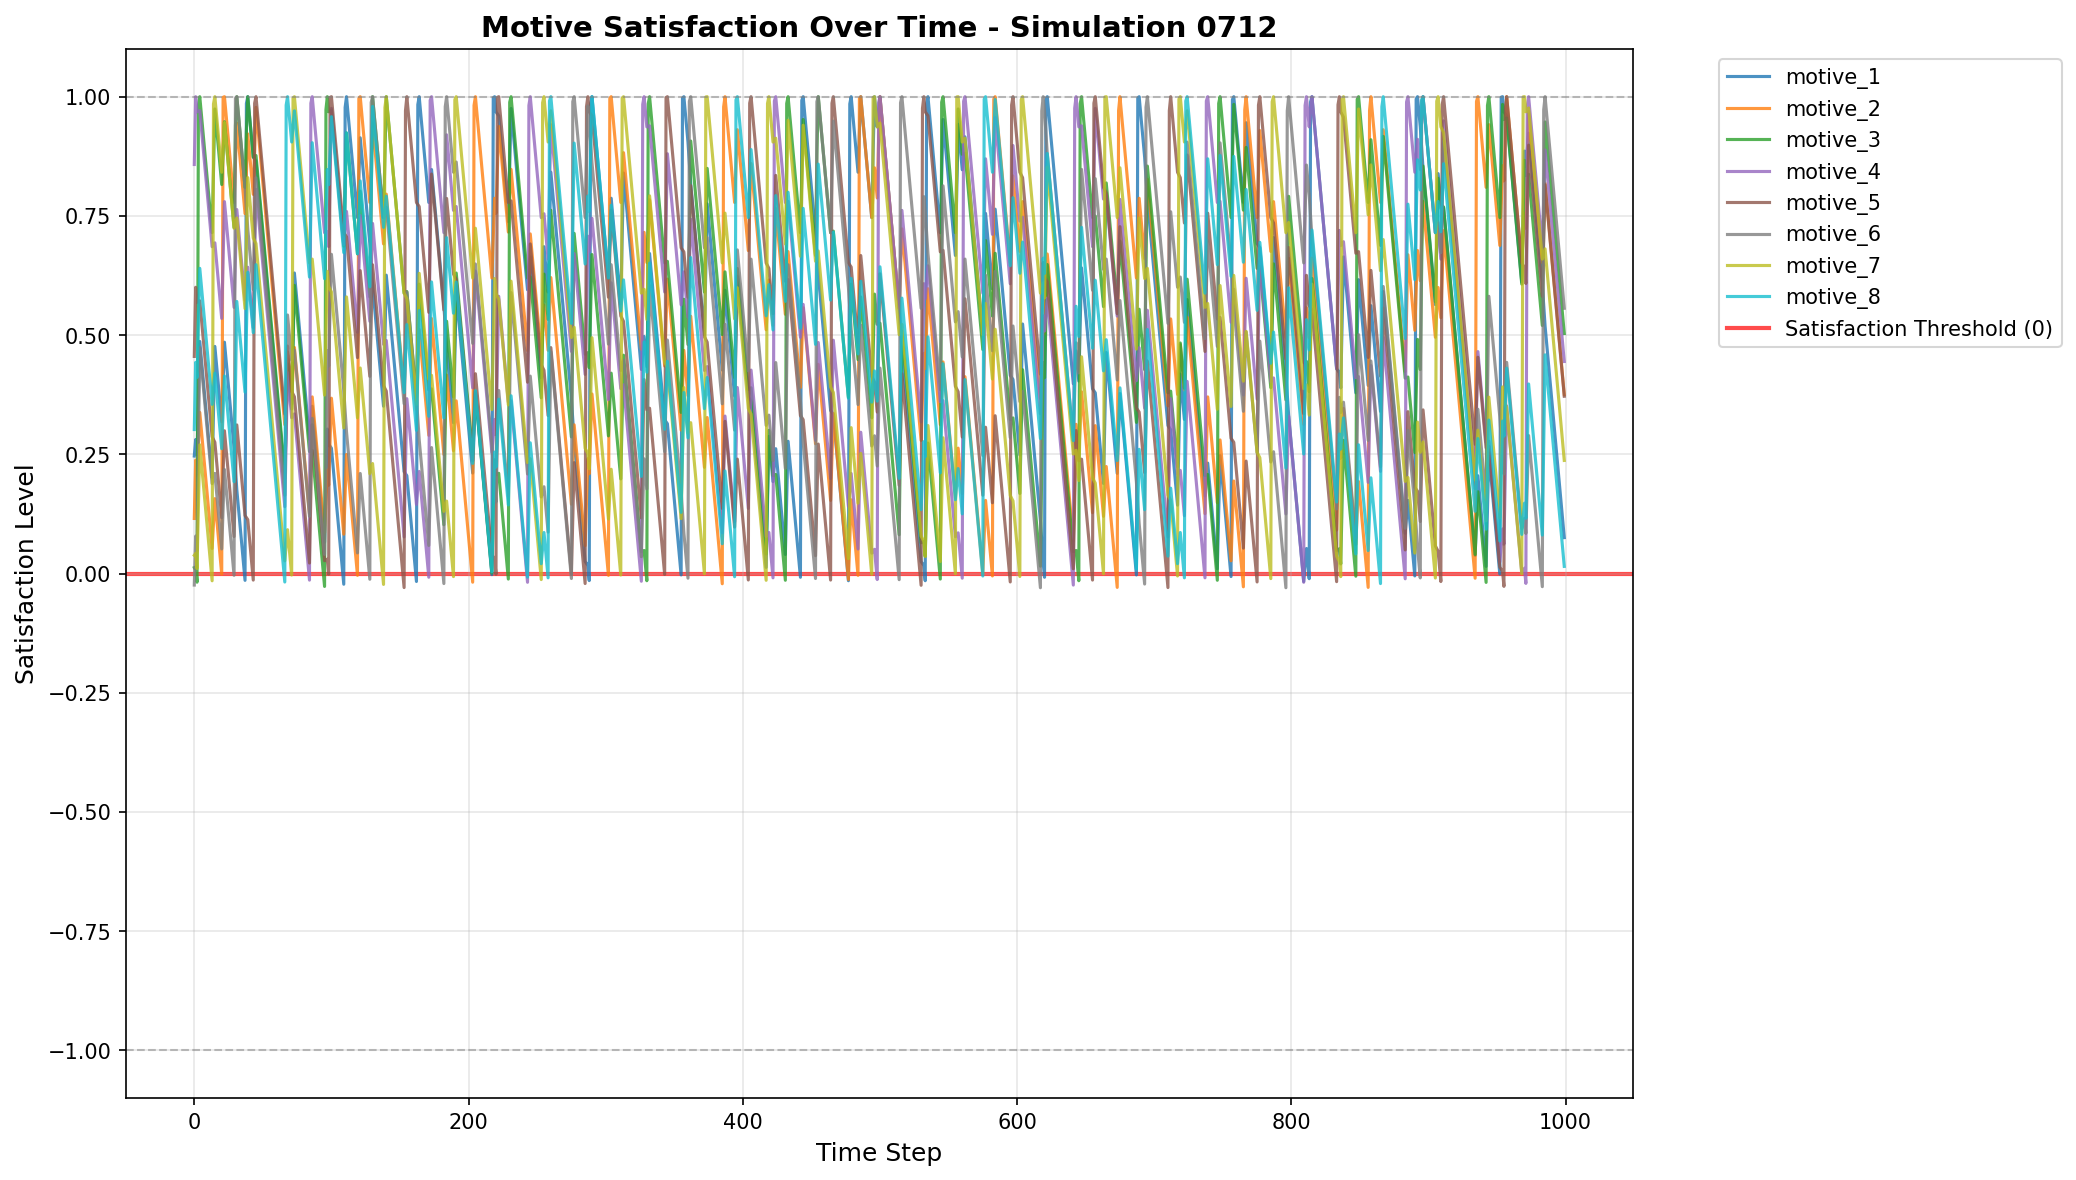 Motive Satisfaction Over Time - Simulation 0712
Satisfaction Level
1.00
0.75
0.50
0.25
0.00
−0.25
−0.50
−0.75
−1.00
0
200
400
600
800
1000
Time Step
motive_1
motive_2
motive_3
motive_4
motive_5
motive_6
motive_7
motive_8
Satisfaction Threshold (0)